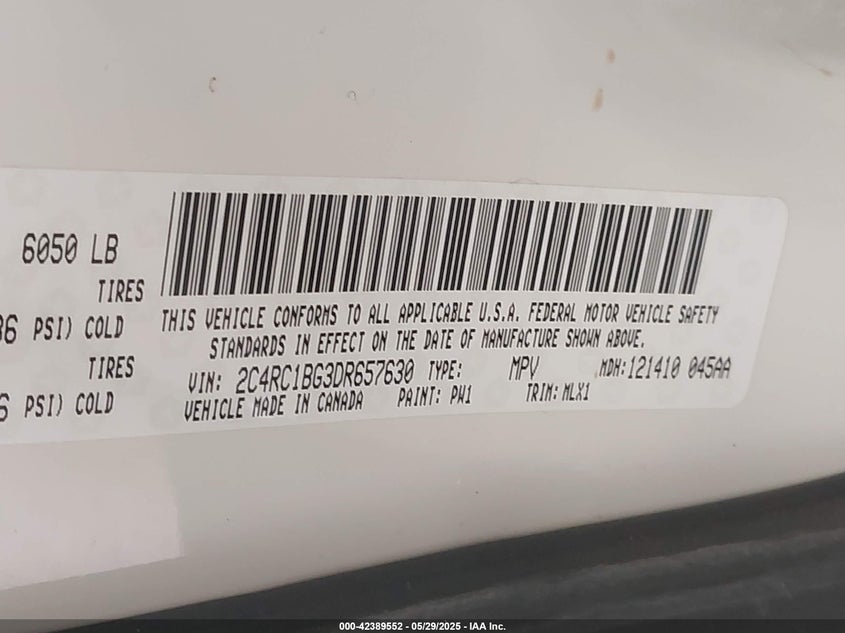 6050 LB
TIRES
36 PSI) COLD
TIRES
6 PSI) COLD
THIS VEHICLE CONFORMS TO ALL APPLICABLE U.S.A. FEDERAL MOTOR VEHICLE SAFETY
STANDARDS IN EFFECT ON THE DATE OF MANUFACTURE SHOWN ABOVE.
VIN: 2C4RC1BG3DR657630 TYPE: MPV MDH:121410 045AA
VEHICLE MADE IN CANADA PAINT: PW1 TRIM: MLX1
000-42389552 - 05/29/2025 - IAA Inc.